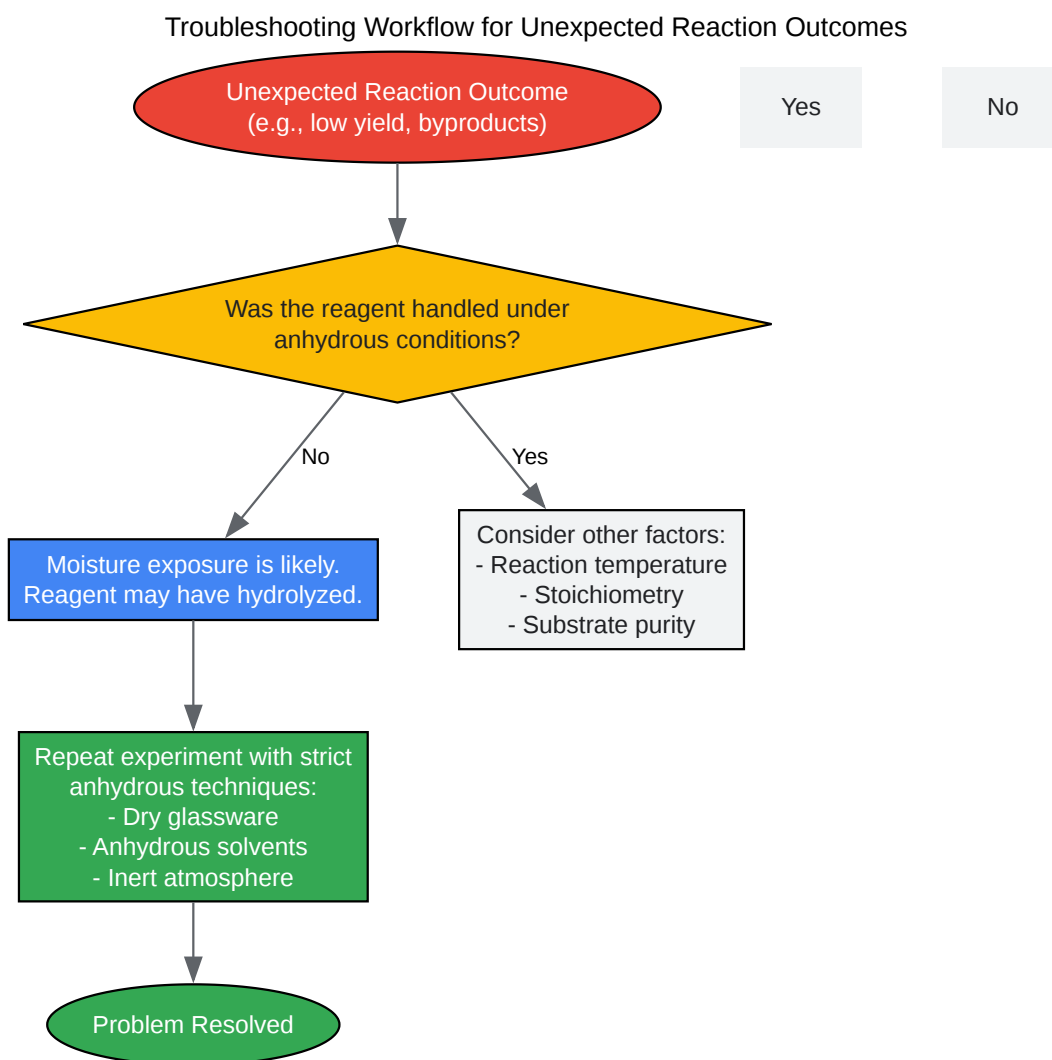 Troubleshooting Workflow for Unexpected Reaction Outcomes
Unexpected Reaction Outcome
(e.g., low yield, byproducts)
Yes
No
Was the reagent handled under
anhydrous conditions?
No
Yes
Moisture exposure is likely.
Reagent may have hydrolyzed.
Consider other factors:
- Reaction temperature
- Stoichiometry
- Substrate purity
Repeat experiment with strict
anhydrous techniques:
- Dry glassware
- Anhydrous solvents
- Inert atmosphere
Problem Resolved